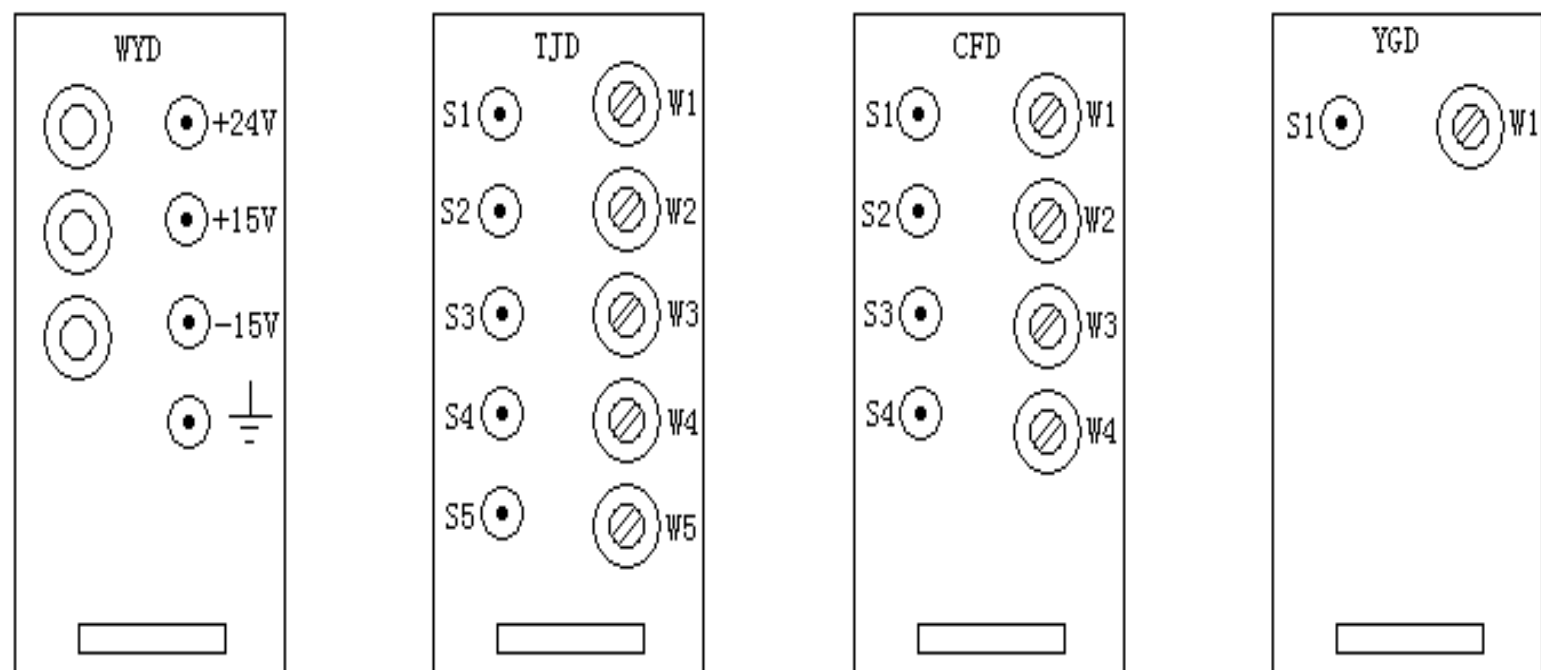 WYD
+24V
+15V
-15V
TJD
S1 W1
S2 W2
S3 W3
S4 W4
S5 W5
CFD
S1 W1
S2 W2
S3 W3
S4 W4
YGD
S1 W1